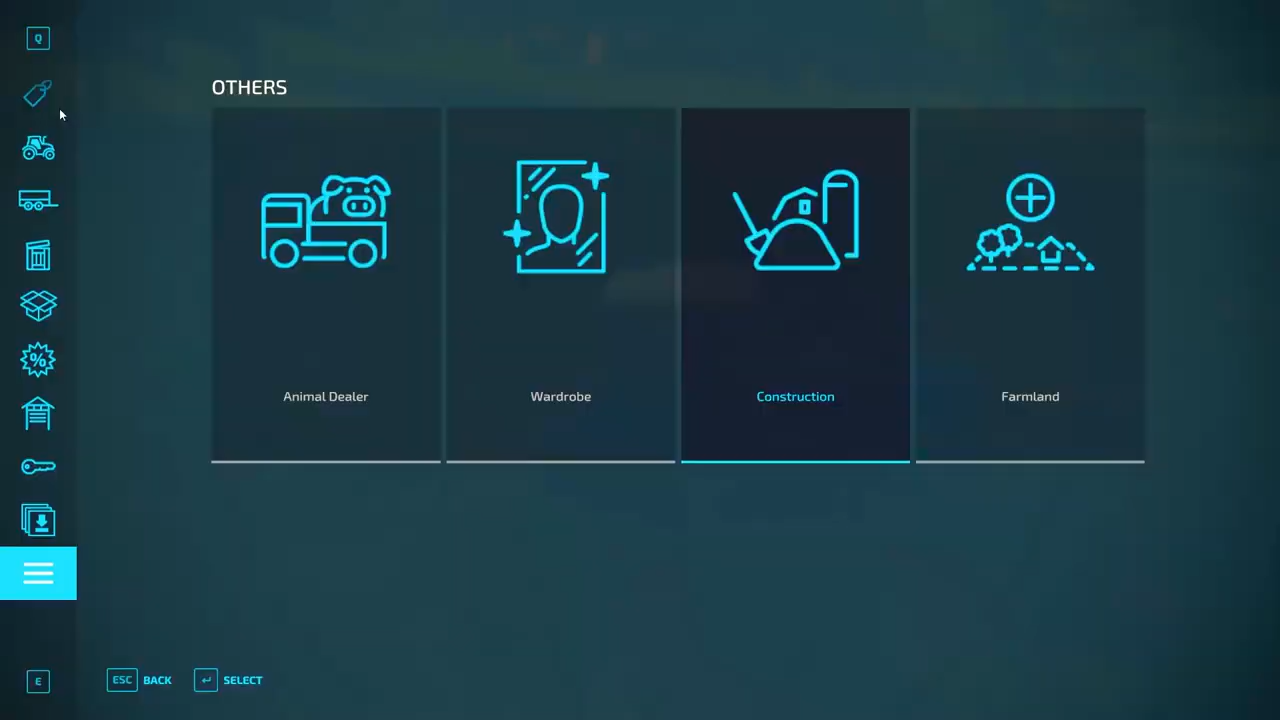 Q
OTHERS
%
Animal Dealer
Wardrobe
Construction
Farmland
E
ESC BACK
SELECT